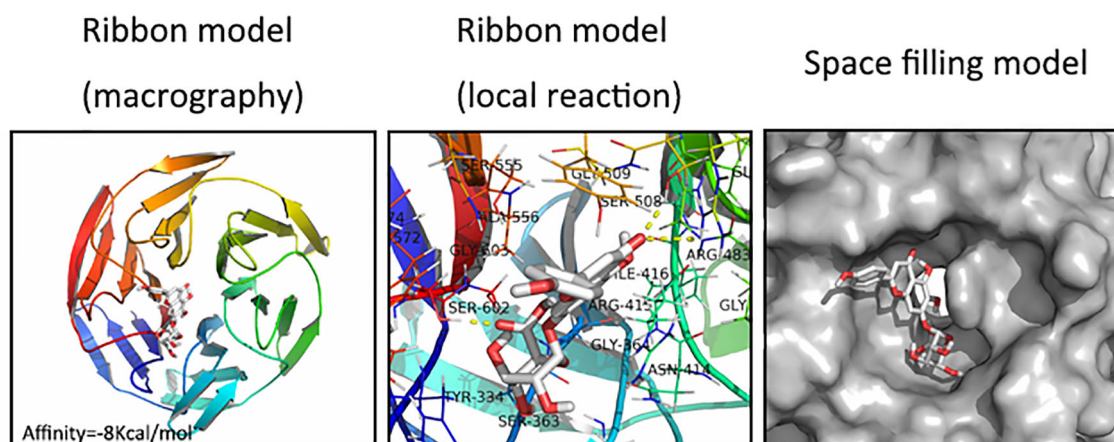 Ribbon model
(macrography)
Ribbon model
(local reaction)
Space filling model
Affinity=-8Kcal/mol
SER-555
GLY-509
SER-508
ALA-556
572
GLY-603
ARG-483
ILE-416
SER-602
ARG-415
GLY
GLY-364
ASN-414
TYR-334
SER-363